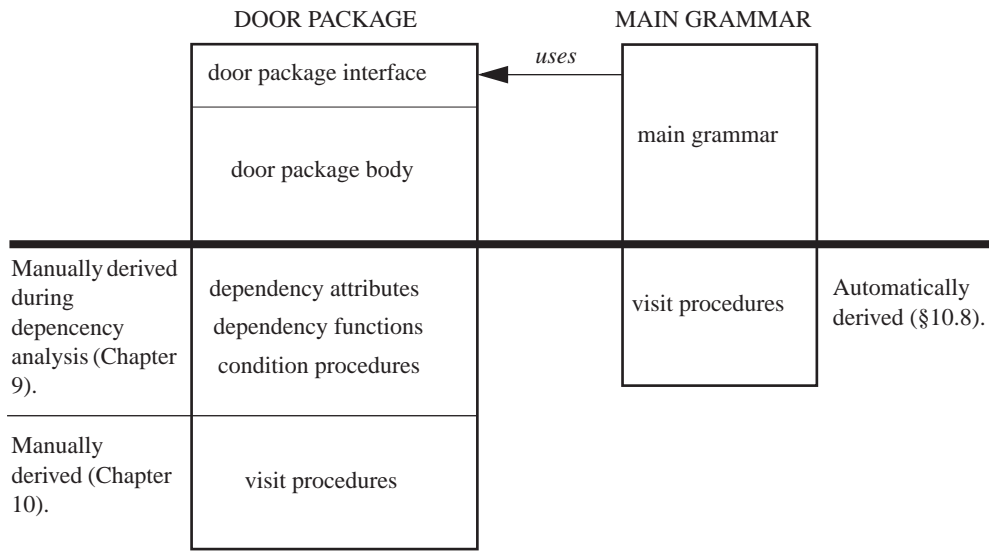 DOOR PACKAGE
MAIN GRAMMAR
door package interface
uses
main grammar
door package body
Manually derived
during
depencency
analysis (Chapter
9).
dependency attributes
dependency functions
condition procedures
visit procedures
Automatically
derived (§10.8).
Manually
derived (Chapter
10).
visit procedures